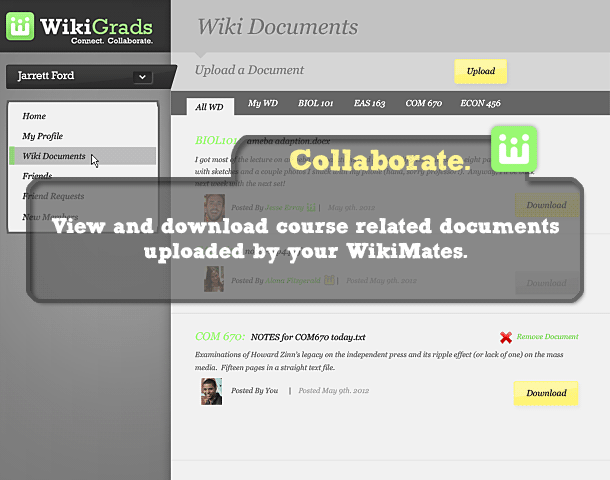 WikiGrads
Connect. Collaborate.
Jarrett Ford
Home
My Profile
Wiki Documents
Friends
Friend Requests
New Members
Wiki Documents
Upload a Document
Upload
All WD
My WD
BIOL 101
EAS 163
COM 670
ECON 456
BIOL101: ameba adaption.docx
I got most of the lecture on
with sketches and a couple
next week with the next set!
Posted By
May 9th. 2012
Download
Collaborate.
View and download course related documents
uploaded by your WikiMates.
Posted By
Posted May 9th. 2012
Download
COM 670: NOTES for COM670 today.txt
Remove Document
Examinations of Howard Zinn's legacy on the independent press and its ripple effect (or lack of one) on the mass
media. Fifteen pages in a straight text file.
Posted By You | Posted May 9th. 2012
Download